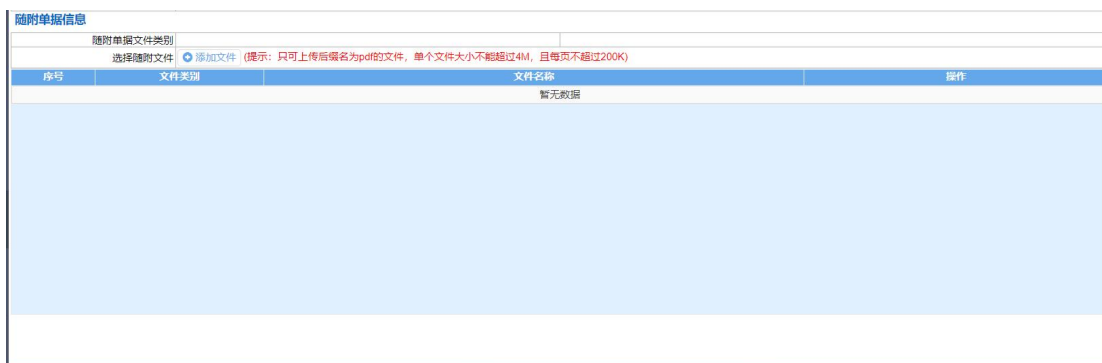 随附单据信息
随附单据文件类别
选择随附文件 添加文件 (提示：只可上传后缀名为pdf的文件，单个文件大小不能超过4M，且每页不超过200K)
序号 文件类别 文件名称 操作
暂无数据